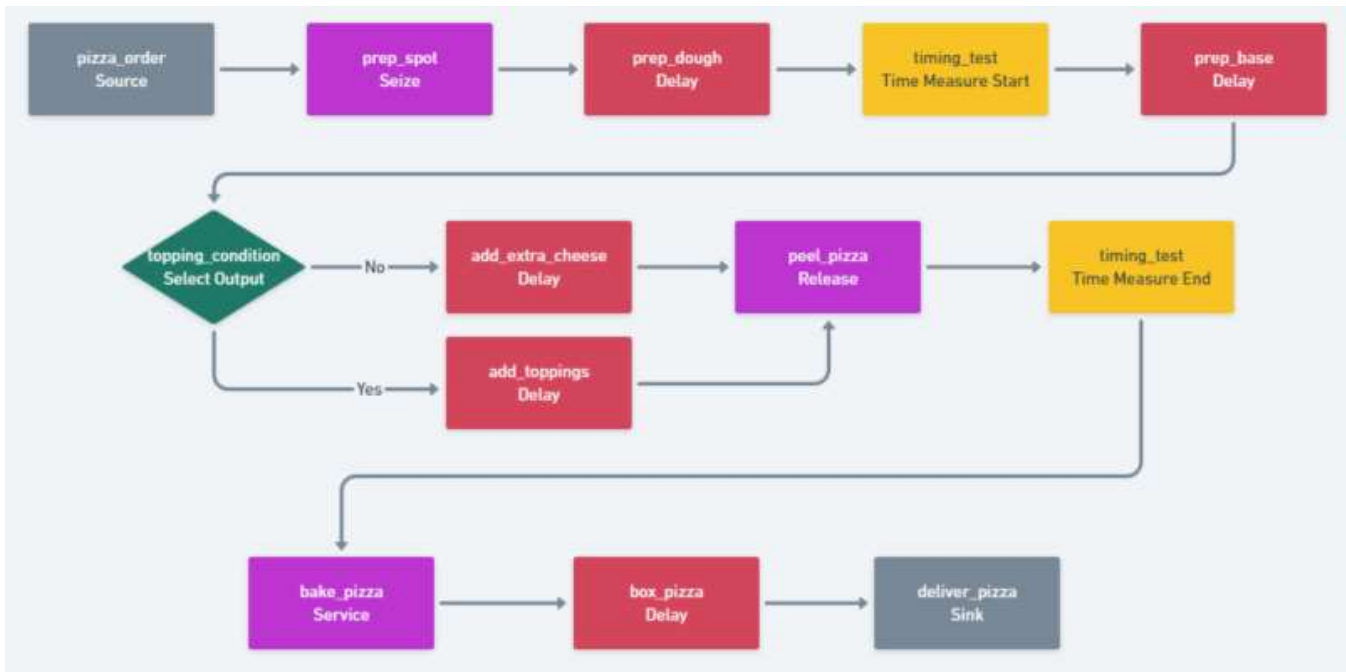 pizza_order
Source
prep_spot
Seize
prep_dough
Delay
timing_test
Time Measure Start
prep_base
Delay
topping_condition
Select Output
No
add_extra_cheese
Delay
peel_pizza
Release
timing_test
Time Measure End
Yes
add_toppings
Delay
bake_pizza
Service
box_pizza
Delay
deliver_pizza
Sink